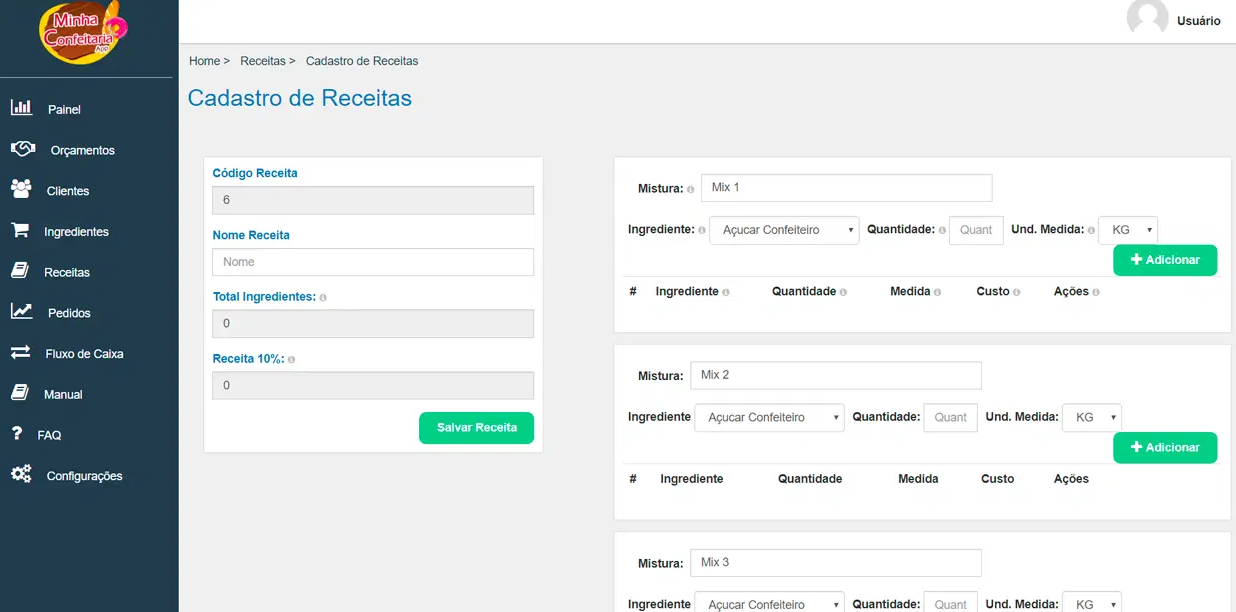 Minha
Confeitaria
App
Usuário
Home > Receitas > Cadastro de Receitas
Cadastro de Receitas
Painel
Orçamentos
Clientes
Ingredientes
Receitas
Pedidos
Fluxo de Caixa
Manual
FAQ
Configurações
Código Receita
6
Nome Receita
Nome
Total Ingredientes:
0
Receita 10%:
0
Salvar Receita
Mistura: Mix 1
Ingrediente: Açucar Confeiteiro Quantidade: Quant Und. Medida: KG
Adicionar
# Ingrediente Quantidade Medida Custo Ações
Mistura: Mix 2
Ingrediente Açucar Confeiteiro Quantidade: Quant Und. Medida: KG
Adicionar
# Ingrediente Quantidade Medida Custo Ações
Mistura: Mix 3
Ingrediente Açucar Confeiteiro Quantidade: Quant Und. Medida: KG